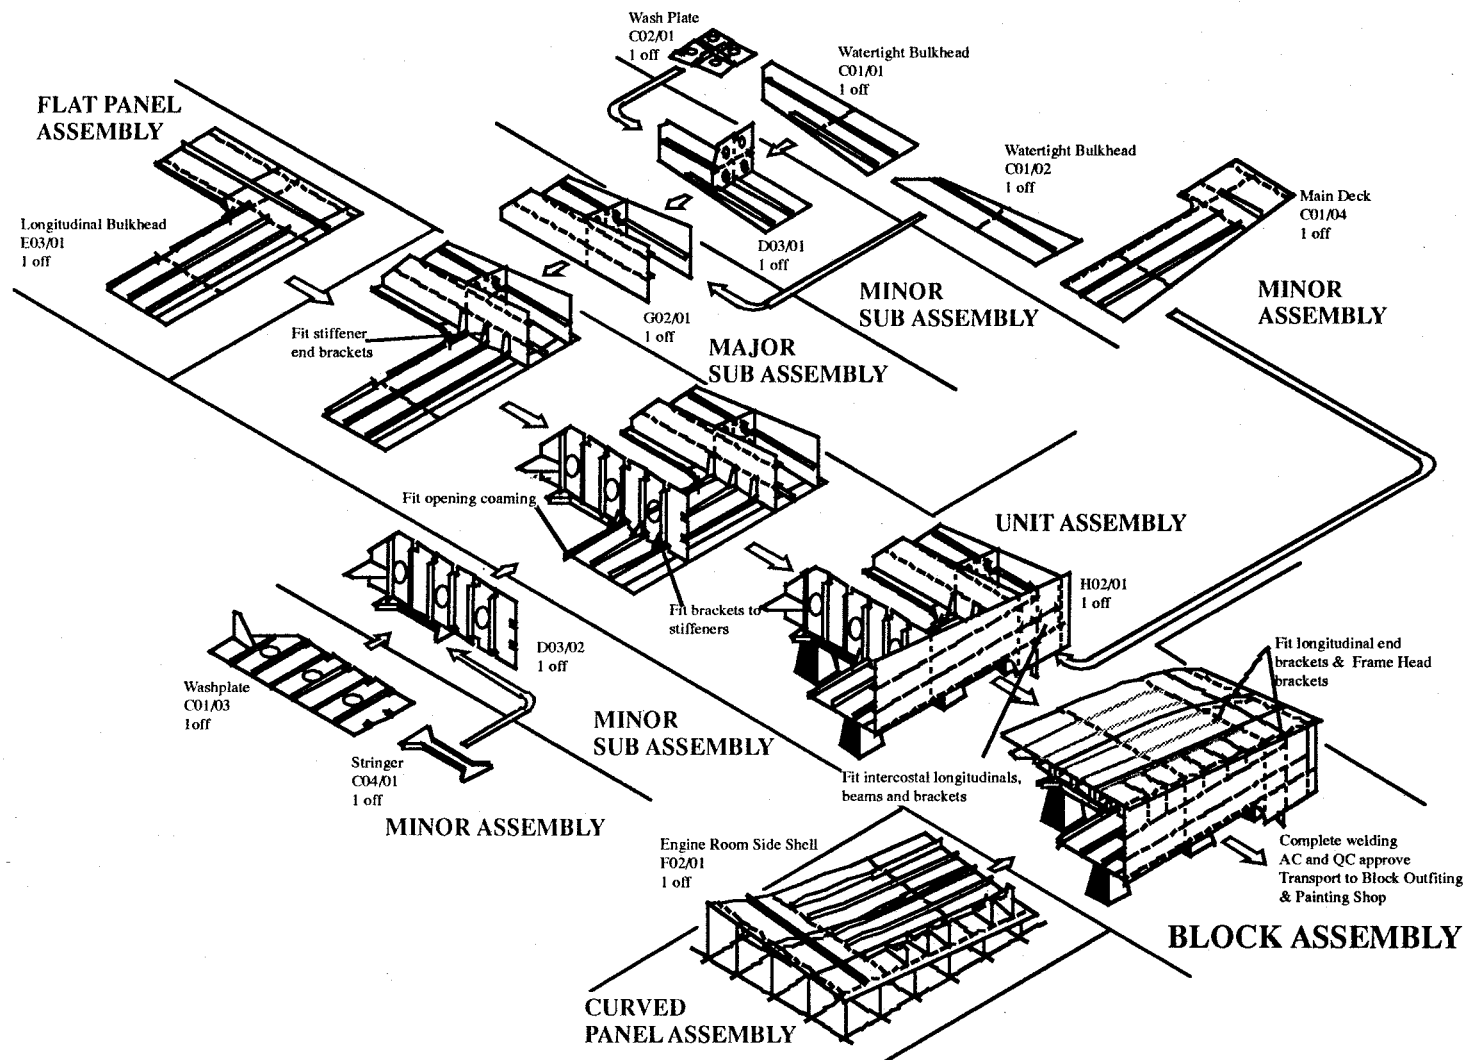 Wash Plate
C02/01
1 off
Watertight Bulkhead
C01/01
1 off
FLAT PANEL
ASSEMBLY
Watertight Bulkhead
C01/02
1 off
Main Deck
C01/04
1 off
Longitudinal Bulkhead
E03/01
1 off
D03/01
1 off
MINOR
SUB ASSEMBLY
MINOR
ASSEMBLY
G02/01
1 off
Fit stiffener
end brackets
MAJOR
SUB ASSEMBLY
Fit opening coaming
UNIT ASSEMBLY
H02/01
1 off
Fit brackets to
stiffeners
D03/02
1 off
Fit longitudinal end
brackets & Frame Head
brackets
Washplate
C01/03
1off
MINOR
SUB ASSEMBLY
Stringer
C04/01
1 off
Fit intercostal longitudinals,
beams and brackets
MINOR ASSEMBLY
Engine Room Side Shell
F02/01
1 off
Complete welding
AC and QC approve
Transport to Block Outfiting
& Painting Shop
BLOCK ASSEMBLY
CURVED
PANEL ASSEMBLY